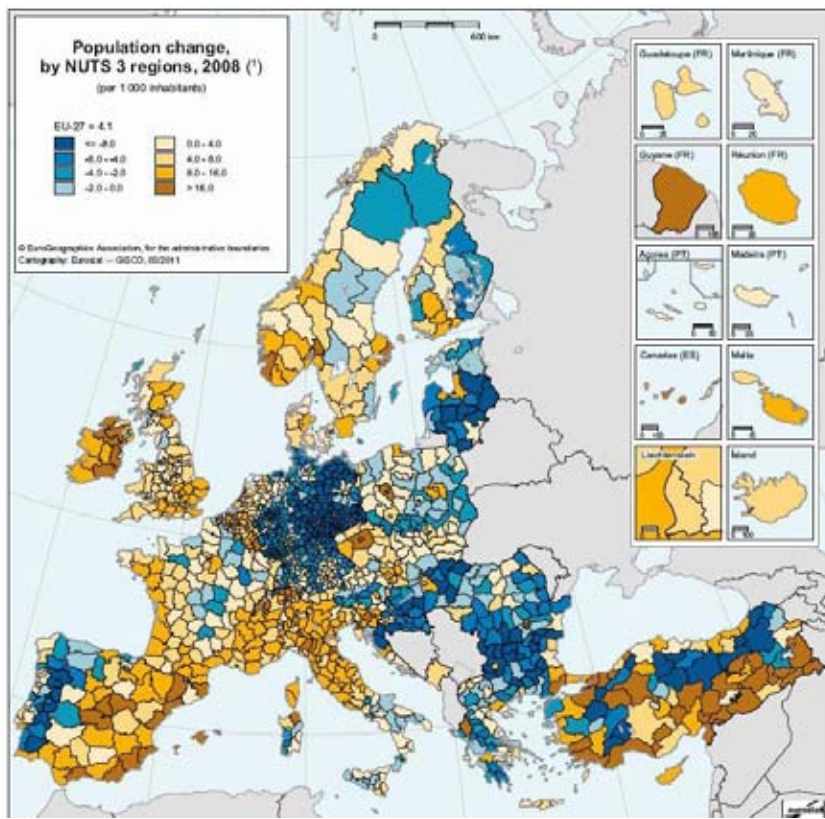 Population change,
by NUTS 3 regions, 2008 (¹)
(per 1 000 inhabitants)
0 600 km
EU-27 = 4.1
<= -8.0
-4.0 - -2.0
-2.0 - 0.0
0.0 - 4.0
4.0 - 8.0
8.0 - 16.0
> 16.0
© EuroGeographics Association, for the administrative boundaries
Cartography: Eurostat — GISCO, 05/2011
Guadeloupe (FR)
0 25
Martinique (FR)
0 20
Guyane (FR)
Réunion (FR)
Açores (PT)
Madeira (PT)
Canarias (ES)
Malta
Liechtenstein
Ísland
eurostat